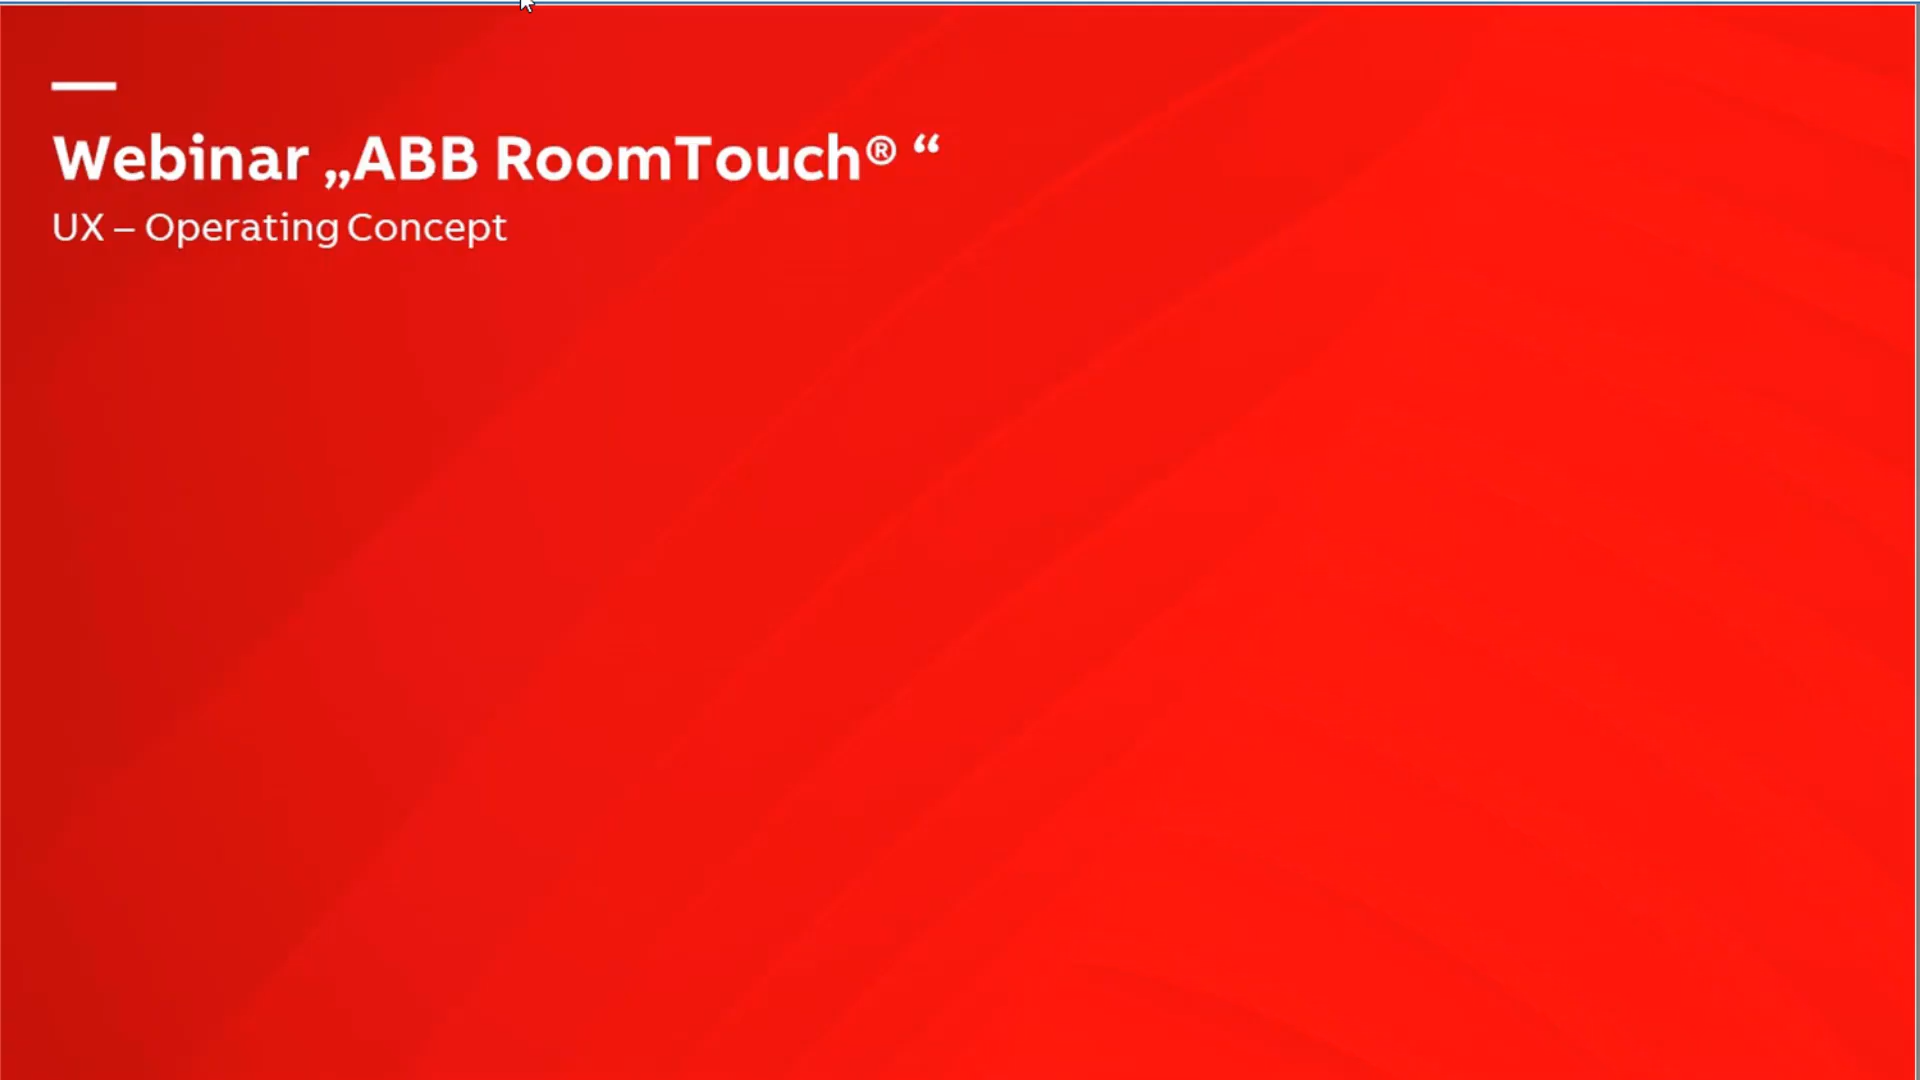 Webinar „ABB RoomTouch® “
UX – Operating Concept